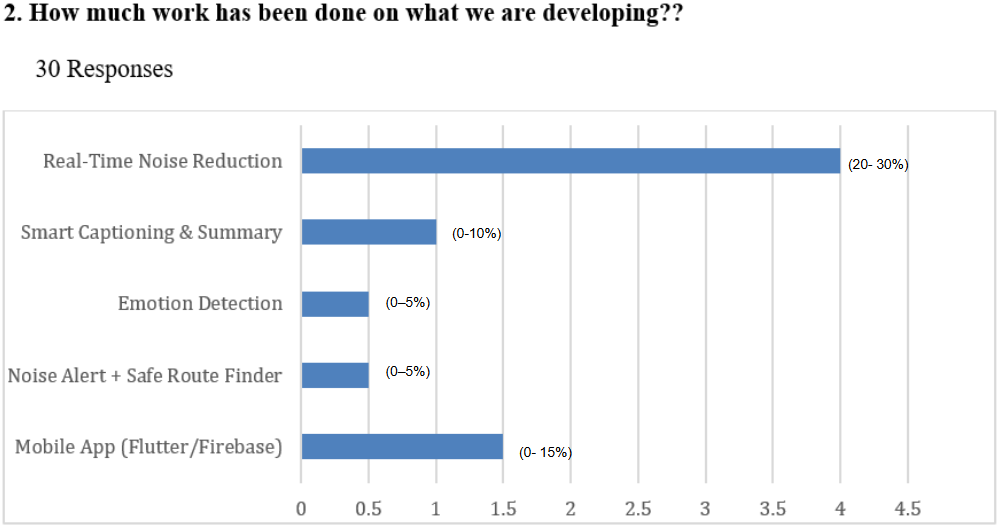 2. How much work has been done on what we are developing??
30 Responses
Real-Time Noise Reduction (20- 30%)
Smart Captioning & Summary (0-10%)
Emotion Detection (0–5%)
Noise Alert + Safe Route Finder (0–5%)
Mobile App (Flutter/Firebase) (0- 15%)
0 0.5 1 1.5 2 2.5 3 3.5 4 4.5